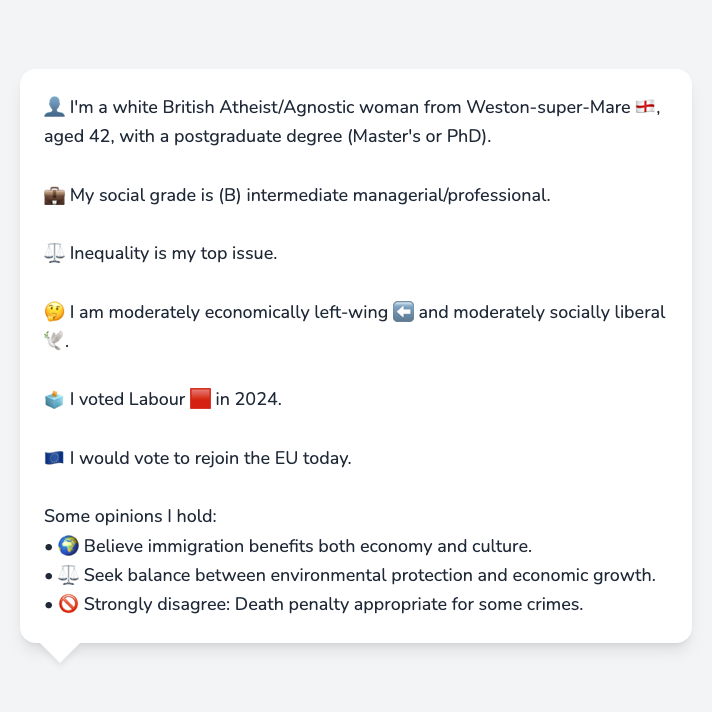 👤 I'm a white British Atheist/Agnostic woman from Weston-super-Mare 🏴󠁧󠁢󠁥󠁮󠁧󠁿,
aged 42, with a postgraduate degree (Master's or PhD).
💼 My social grade is (B) intermediate managerial/professional.
⚖️ Inequality is my top issue.
🤔 I am moderately economically left-wing ⬅️ and moderately socially liberal
🕊️.
🗳️ I voted Labour 🟥 in 2024.
🇪🇺 I would vote to rejoin the EU today.
Some opinions I hold:
• 🌍 Believe immigration benefits both economy and culture.
• ⚖️ Seek balance between environmental protection and economic growth.
• 🚫 Strongly disagree: Death penalty appropriate for some crimes.